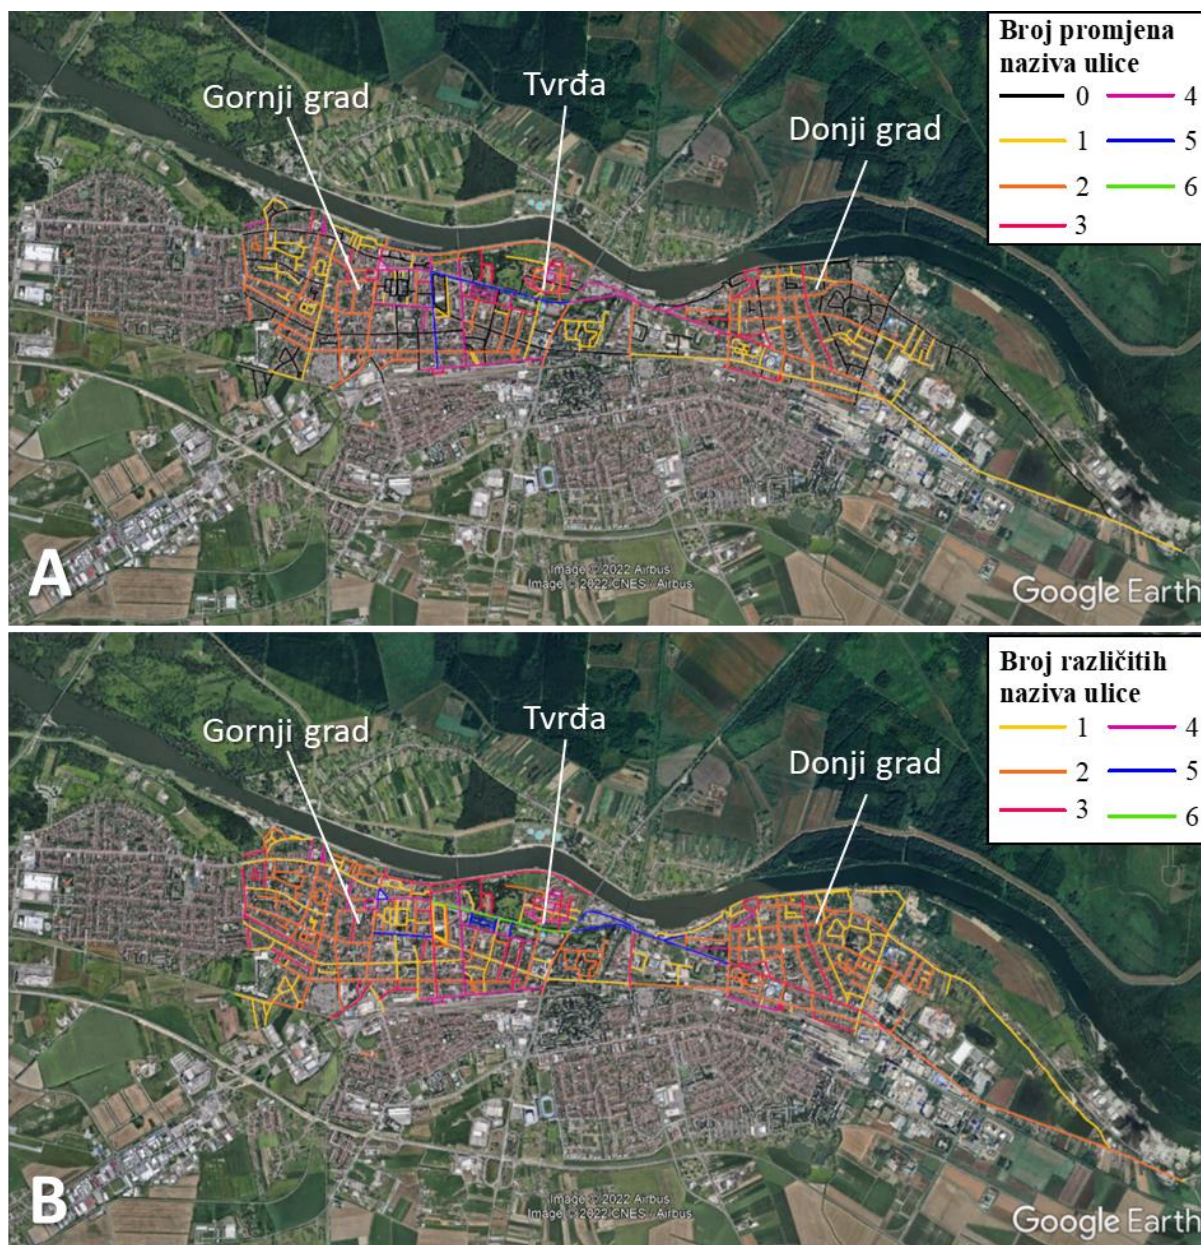 Broj promjena
naziva ulice
0 4
1 5
2 6
3
Gornji grad
Tvrđa
Donji grad
A
Image © 2022 Airbus
Image © 2022 CNES / Airbus
Google Earth
Broj različitih
naziva ulice
1 4
2 5
3 6
Gornji grad
Tvrđa
Donji grad
B
Image © 2022 Airbus
Image © 2022 CNES / Airbus
Google Earth